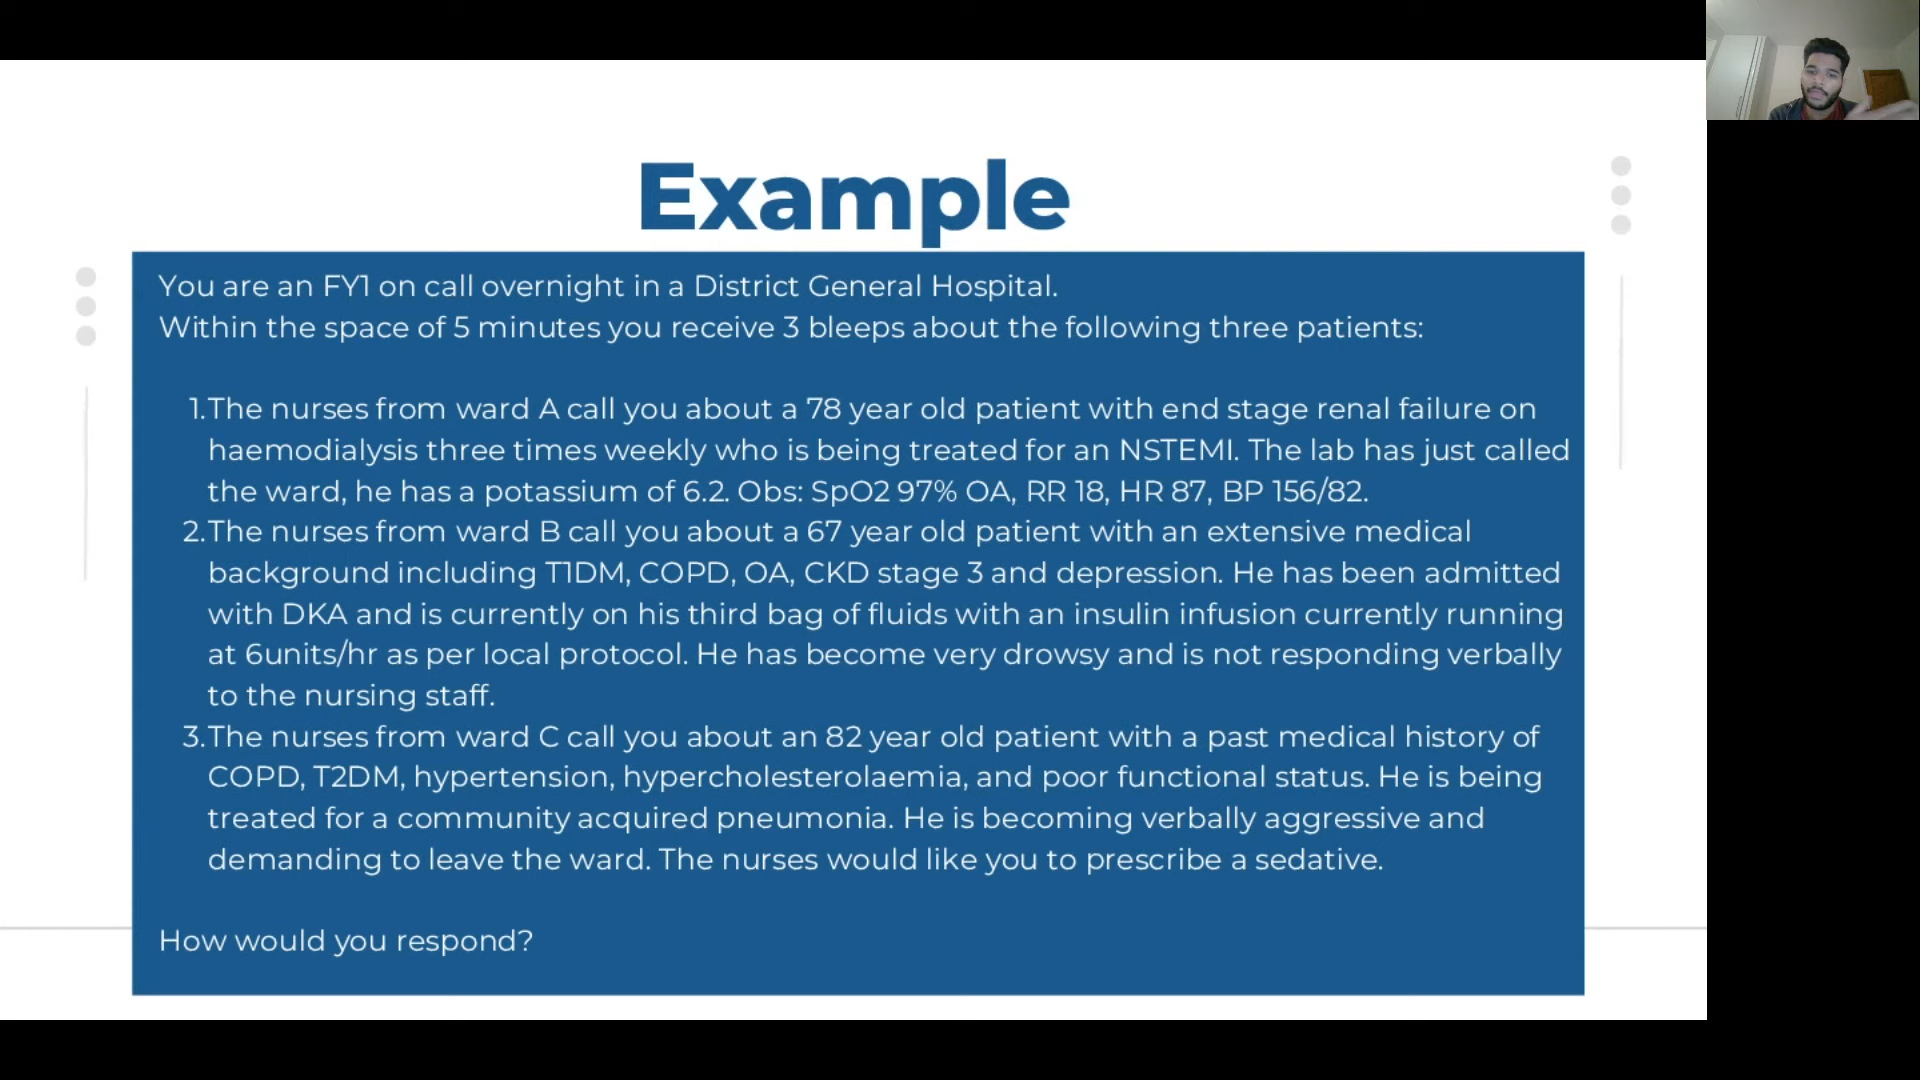 Example
You are an FY1 on call overnight in a District General Hospital.
Within the space of 5 minutes you receive 3 bleeps about the following three patients:
1. The nurses from ward A call you about a 78 year old patient with end stage renal failure on
haemodialysis three times weekly who is being treated for an NSTEMI. The lab has just called
the ward, he has a potassium of 6.2. Obs: SpO2 97% OA, RR 18, HR 87, BP 156/82.
2. The nurses from ward B call you about a 67 year old patient with an extensive medical
background including T1DM, COPD, OA, CKD stage 3 and depression. He has been admitted
with DKA and is currently on his third bag of fluids with an insulin infusion currently running
at 6units/hr as per local protocol. He has become very drowsy and is not responding verbally
to the nursing staff.
3. The nurses from ward C call you about an 82 year old patient with a past medical history of
COPD, T2DM, hypertension, hypercholesterolaemia, and poor functional status. He is being
treated for a community acquired pneumonia. He is becoming verbally aggressive and
demanding to leave the ward. The nurses would like you to prescribe a sedative.
How would you respond?